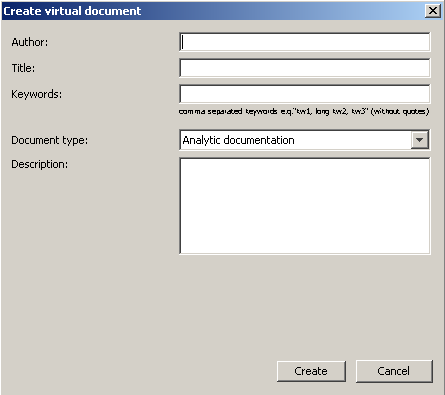 Create virtual document
Author:
Title:
Keywords:
comma separated keywords e.g."kw1, long kw2, kw3" (without quotes)
Document type:
Analytic documentation
Description:
Create
Cancel